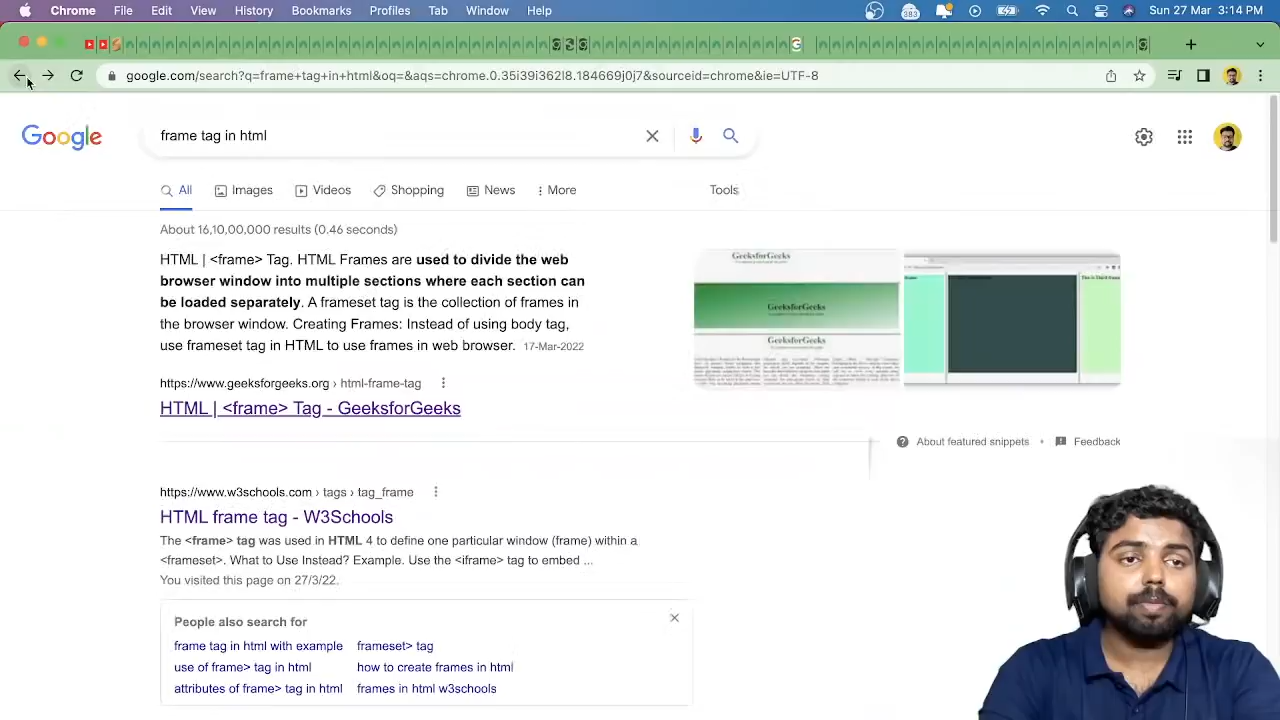 Chrome File Edit View History Bookmarks Profiles Tab Window Help 383 Sun 27 Mar 3:14 PM
google.com/search?q=frame+tag+in+html&oq=&aqs=chrome.0.35i39i362l8.184669j0j7&sourceid=chrome&ie=UTF-8
Google frame tag in html
All Images Videos Shopping News More Tools
About 16,10,00,000 results (0.46 seconds)
HTML | <frame> Tag. HTML Frames are used to divide the web
browser window into multiple sections where each section can
be loaded separately. A frameset tag is the collection of frames in
the browser window. Creating Frames: Instead of using body tag,
use frameset tag in HTML to use frames in web browser. 17-Mar-2022
GeeksforGeeks
GeeksforGeeks
GeeksforGeeks
https://www.geeksforgeeks.org › html-frame-tag
HTML | <frame> Tag - GeeksforGeeks
About featured snippets • Feedback
https://www.w3schools.com › tags › tag_frame
HTML frame tag - W3Schools
The <frame> tag was used in HTML 4 to define one particular window (frame) within a
<frameset>. What to Use Instead? Example. Use the <iframe> tag to embed ...
You visited this page on 27/3/22.
People also search for
frame tag in html with example frameset> tag
use of frame> tag in html how to create frames in html
attributes of frame> tag in html frames in html w3schools